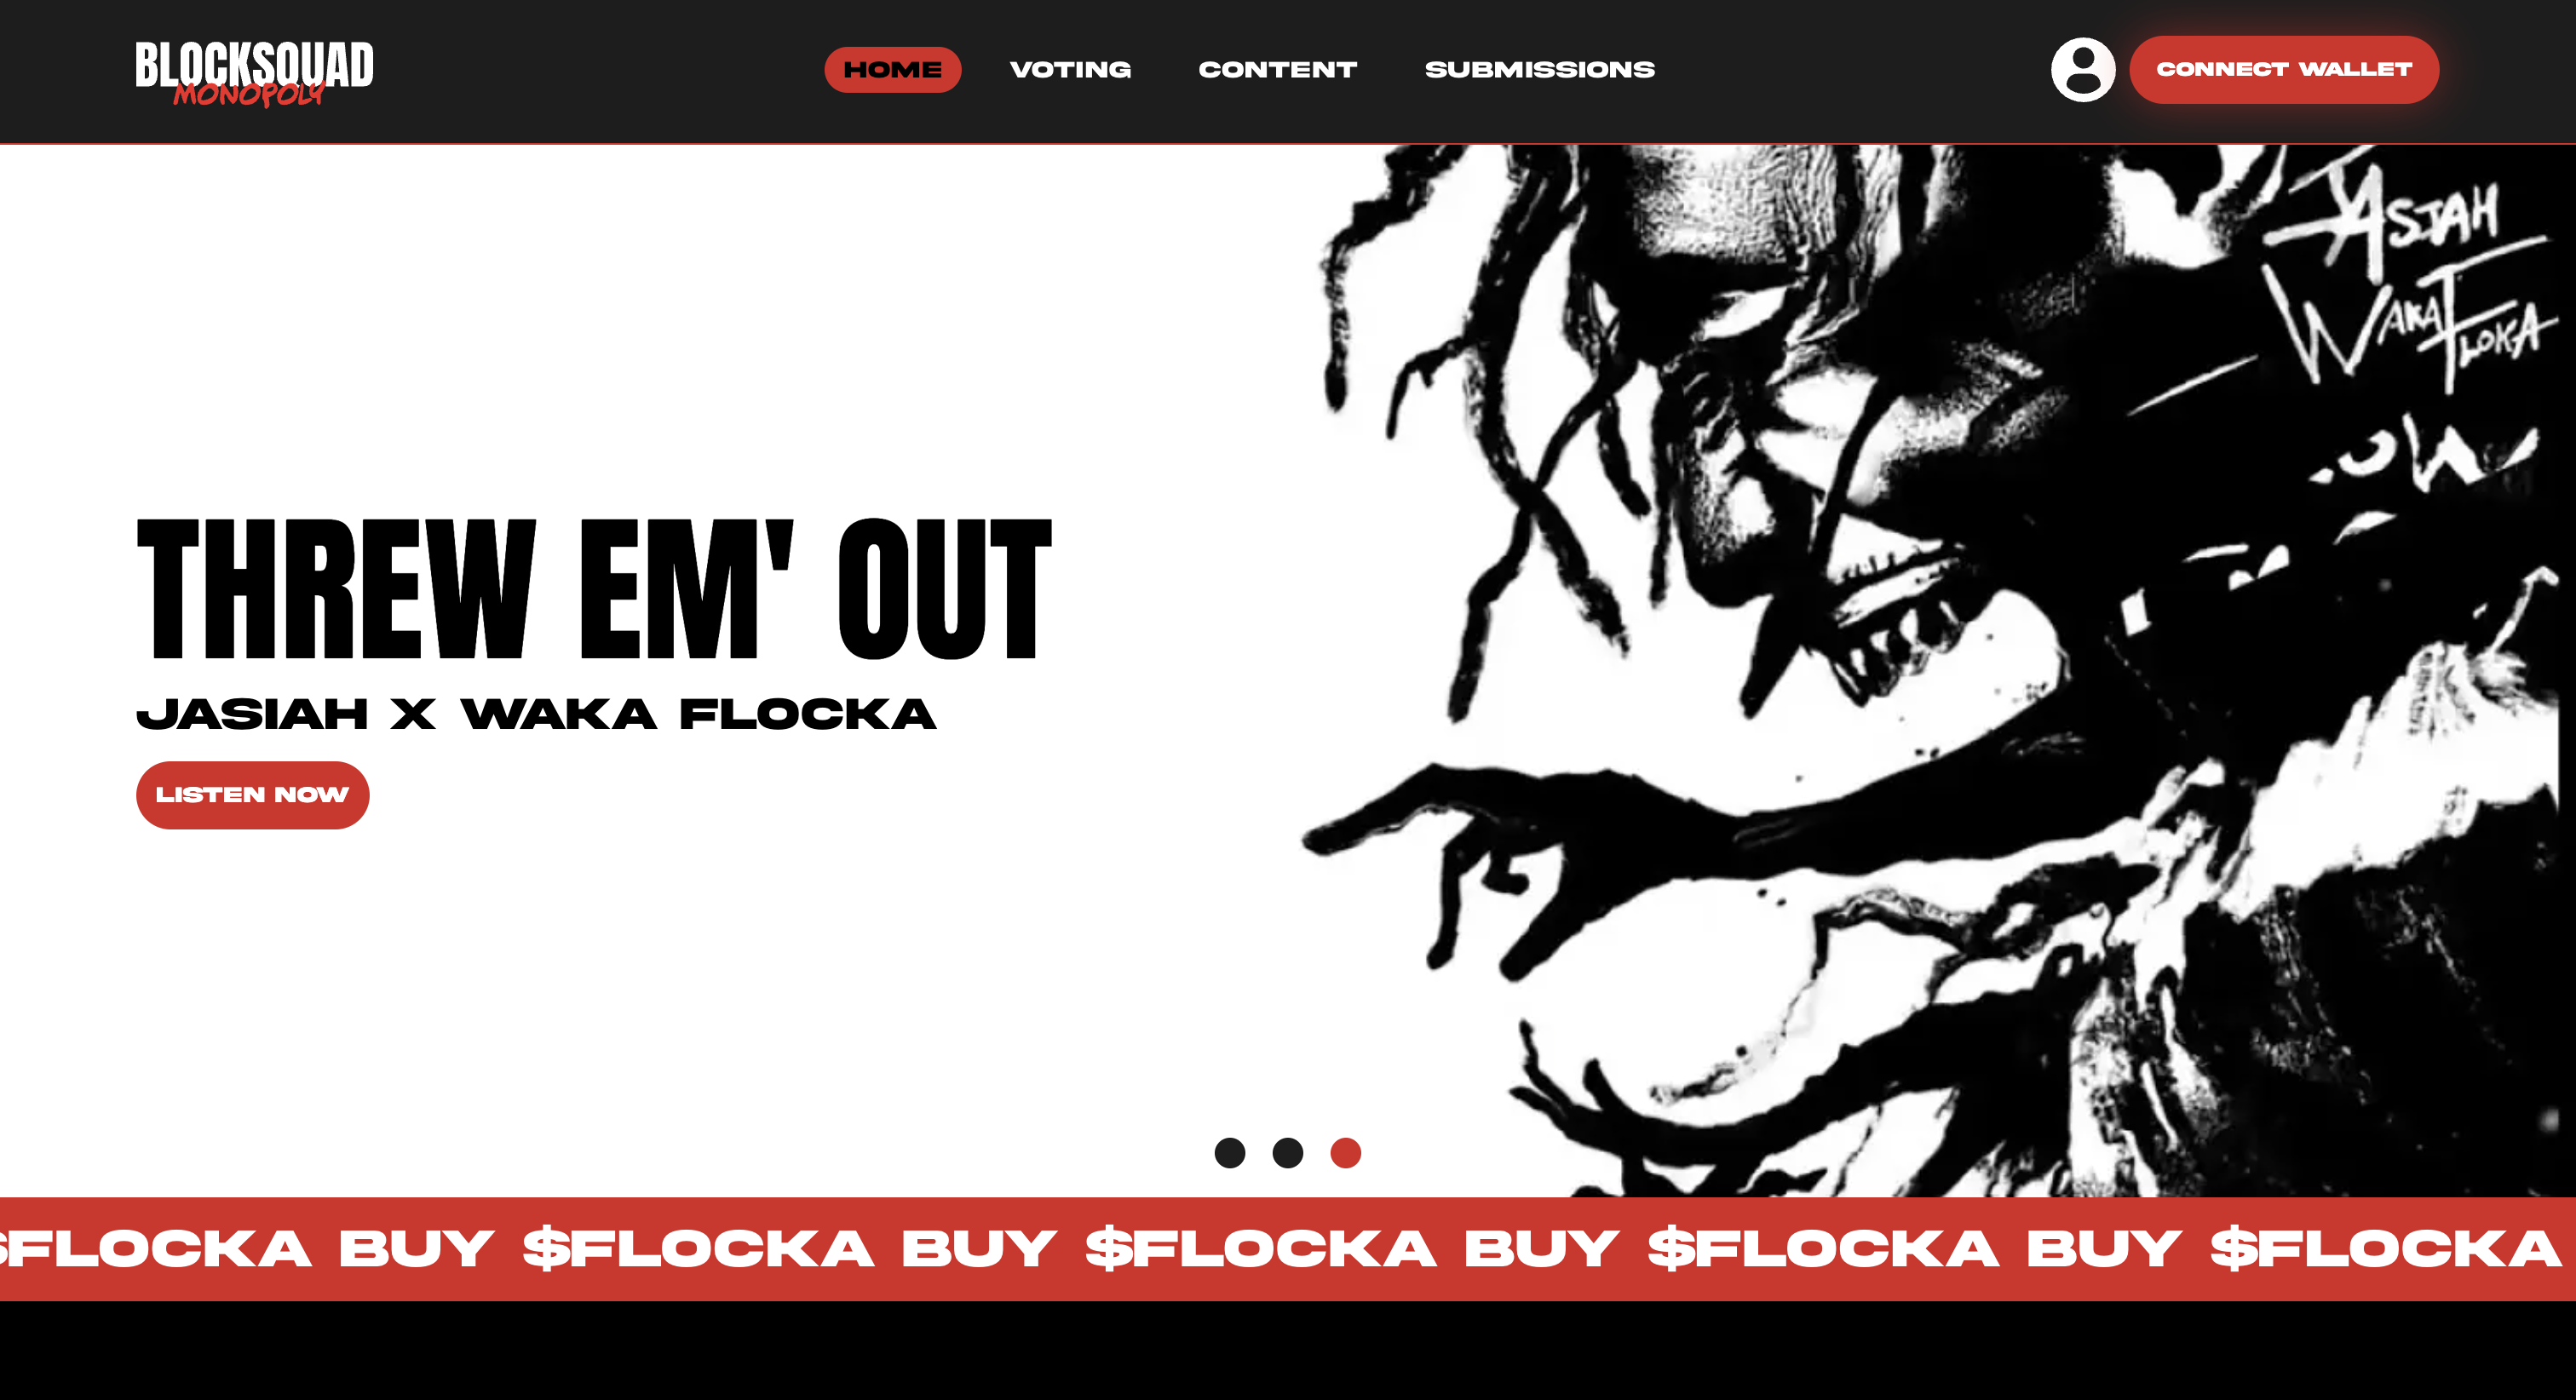 BLOCKSQUAD
MONOPOLY
HOME VOTING CONTENT SUBMISSIONS
CONNECT WALLET
JASIAH
WAKA FLOKA
THREW EM' OUT
JASIAH X WAKA FLOCKA
LISTEN NOW
$FLOCKA BUY $FLOCKA BUY $FLOCKA BUY $FLOCKA BUY $FLOCKA